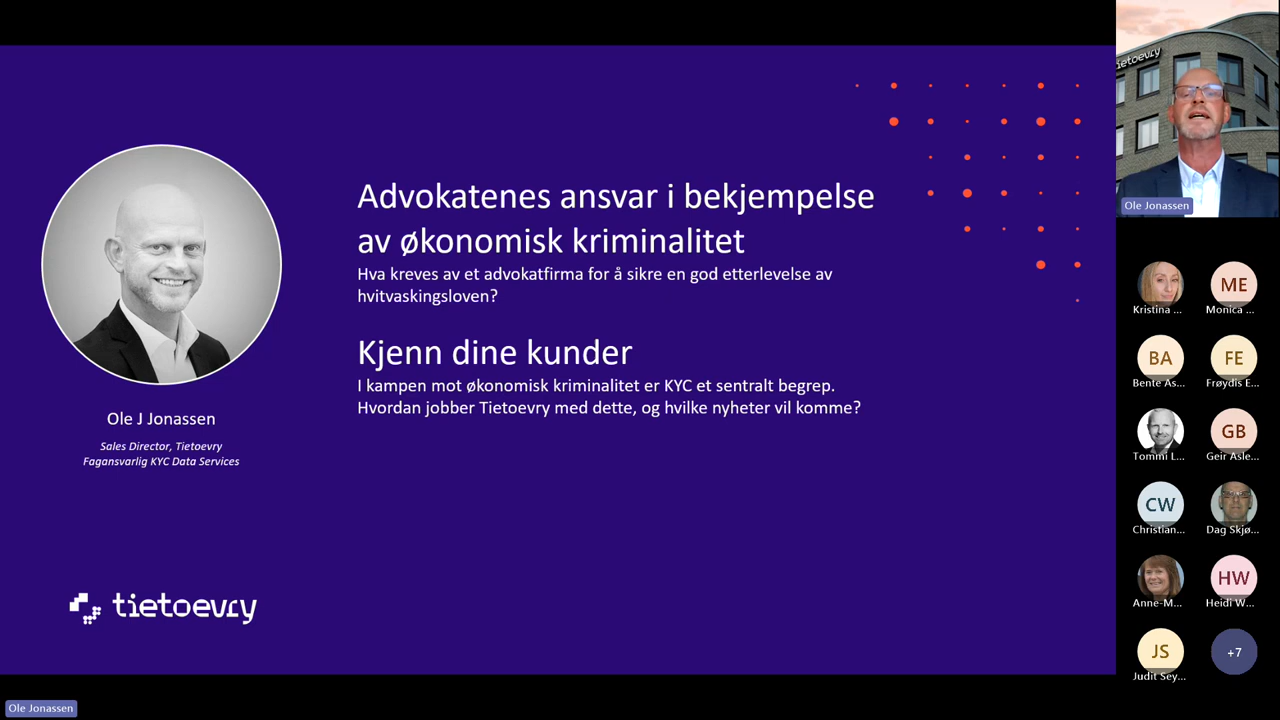 tietoevry
Ole Jonassen
Advokatenes ansvar i bekjempelse
av økonomisk kriminalitet
Hva kreves av et advokatfirma for å sikre en god etterlevelse av
hvitvaskingsloven?
Kjenn dine kunder
I kampen mot økonomisk kriminalitet er KYC et sentralt begrep.
Hvordan jobber Tietoevry med dette, og hvilke nyheter vil komme?
Ole J Jonassen
Sales Director, Tietoevry
Fagansvarlig KYC Data Services
tietoevry
Kristina ...
ME
Monica ...
BA
Bente As...
FE
Frøydis E...
Tommi L...
GB
Geir Asle...
CW
Christian...
Dag Skjø...
Anne-M...
HW
Heidi W...
JS
Judit Sey...
+7
Ole Jonassen